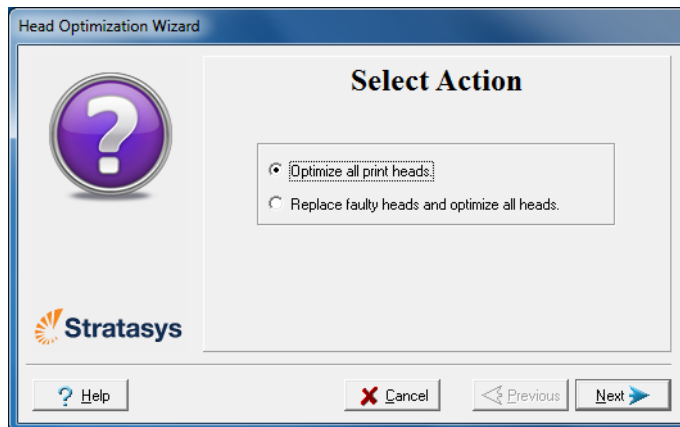 Head Optimization Wizard
Select Action
Optimize all print heads.
Replace faulty heads and optimize all heads.
Stratasys
? Help
Cancel
Previous
Next